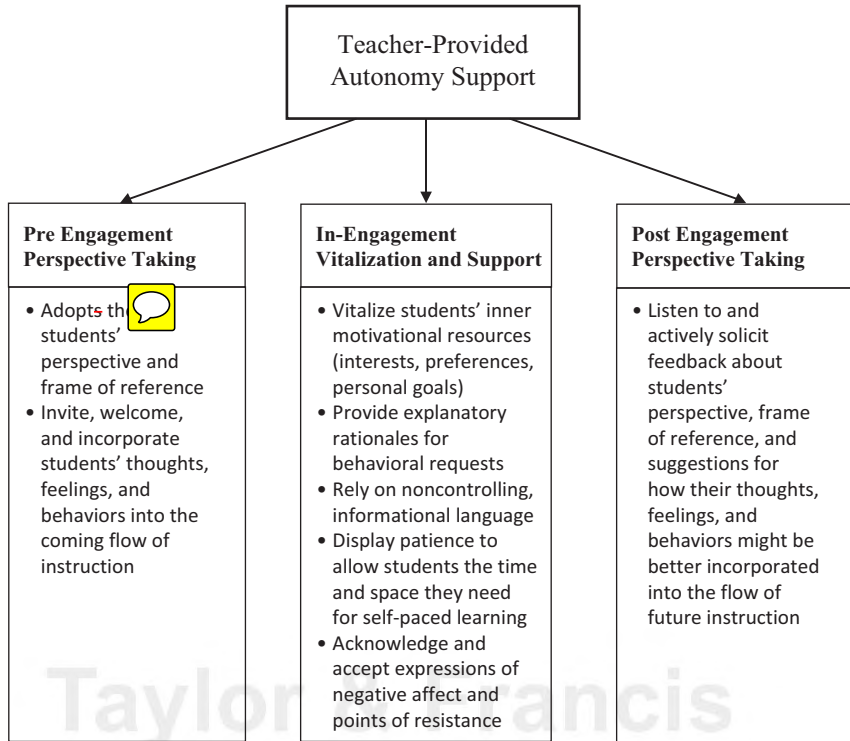 Teacher-Provided
Autonomy Support
Pre Engagement
Perspective Taking
• Adopts the
students’
perspective and
frame of reference
• Invite, welcome,
and incorporate
students’ thoughts,
feelings, and
behaviors into the
coming flow of
instruction
In-Engagement
Vitalization and Support
• Vitalize students’ inner
motivational resources
(interests, preferences,
personal goals)
• Provide explanatory
rationales for
behavioral requests
• Rely on noncontrolling,
informational language
• Display patience to
allow students the time
and space they need
for self-paced learning
• Acknowledge and
accept expressions of
negative affect and
points of resistance
Post Engagement
Perspective Taking
• Listen to and
actively solicit
feedback about
students’
perspective, frame
of reference, and
suggestions for
how their thoughts,
feelings, and
behaviors might be
better incorporated
into the flow of
future instruction
Taylor & Francis